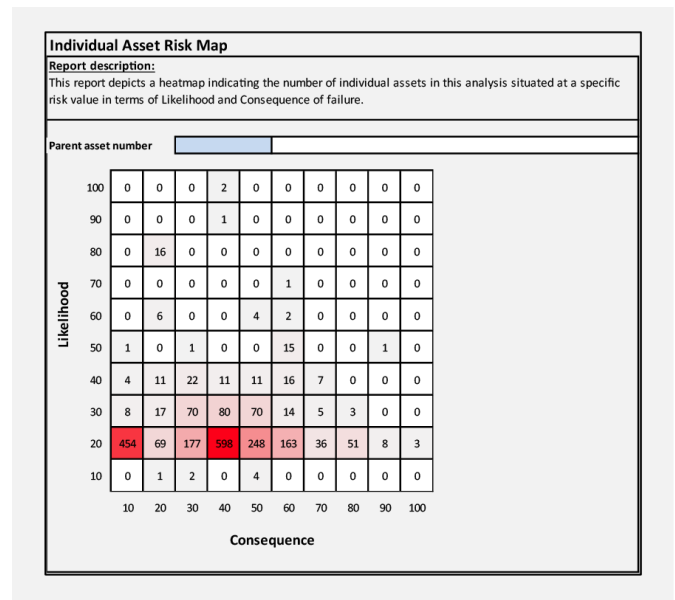 Individual Asset Risk Map
Report description:
This report depicts a heatmap indicating the number of individual assets in this analysis situated at a specific
risk value in terms of Likelihood and Consequence of failure.
Parent asset number
Likelihood
100 0 0 0 2 0 0 0 0 0 0
90 0 0 0 1 0 0 0 0 0 0
80 0 16 0 0 0 0 0 0 0 0
70 0 0 0 0 0 1 0 0 0 0
60 0 6 0 0 4 2 0 0 0 0
50 1 0 1 0 0 15 0 0 1 0
40 4 11 22 11 11 16 7 0 0 0
30 8 17 70 80 70 14 5 3 0 0
20 454 69 177 598 248 163 36 51 8 3
10 0 1 2 0 4 0 0 0 0 0
10 20 30 40 50 60 70 80 90 100
Consequence